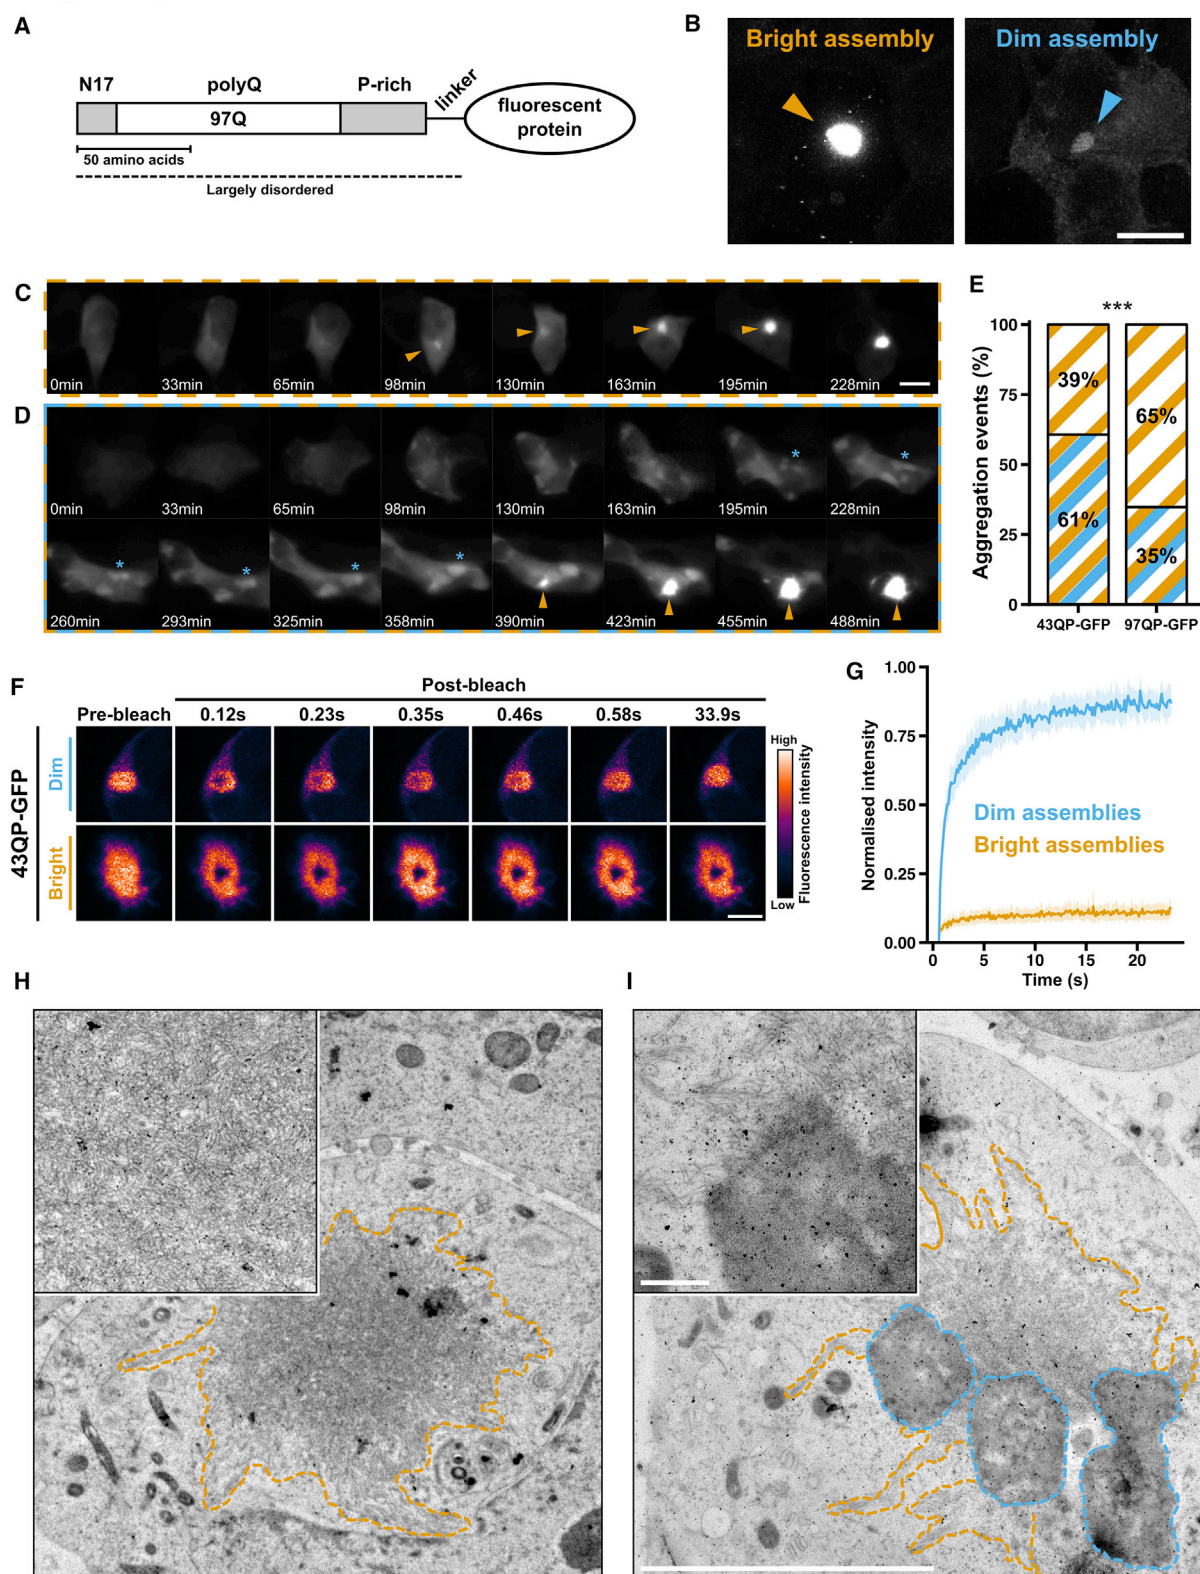 A
N17
polyQ
P-rich
linker
97Q
fluorescent
protein
50 amino acids
Largely disordered
B
Bright assembly
Dim assembly
C
0min
33min
65min
98min
130min
163min
195min
228min
D
0min
33min
65min
98min
130min
163min
195min
*
228min
*
260min
*
293min
*
325min
*
358min
*
390min
423min
455min
488min
E
***
Aggregation events (%)
100
75
50
25
0
39%
61%
65%
35%
43QP-GFP
97QP-GFP
F
Post-bleach
Pre-bleach
0.12s
0.23s
0.35s
0.46s
0.58s
33.9s
43QP-GFP
Dim
Bright
High
Low
Fluorescence intensity
G
Normalised intensity
1.00
0.75
0.50
0.25
0.00
Dim assemblies
Bright assemblies
0
5
10
15
20
Time (s)
H
I